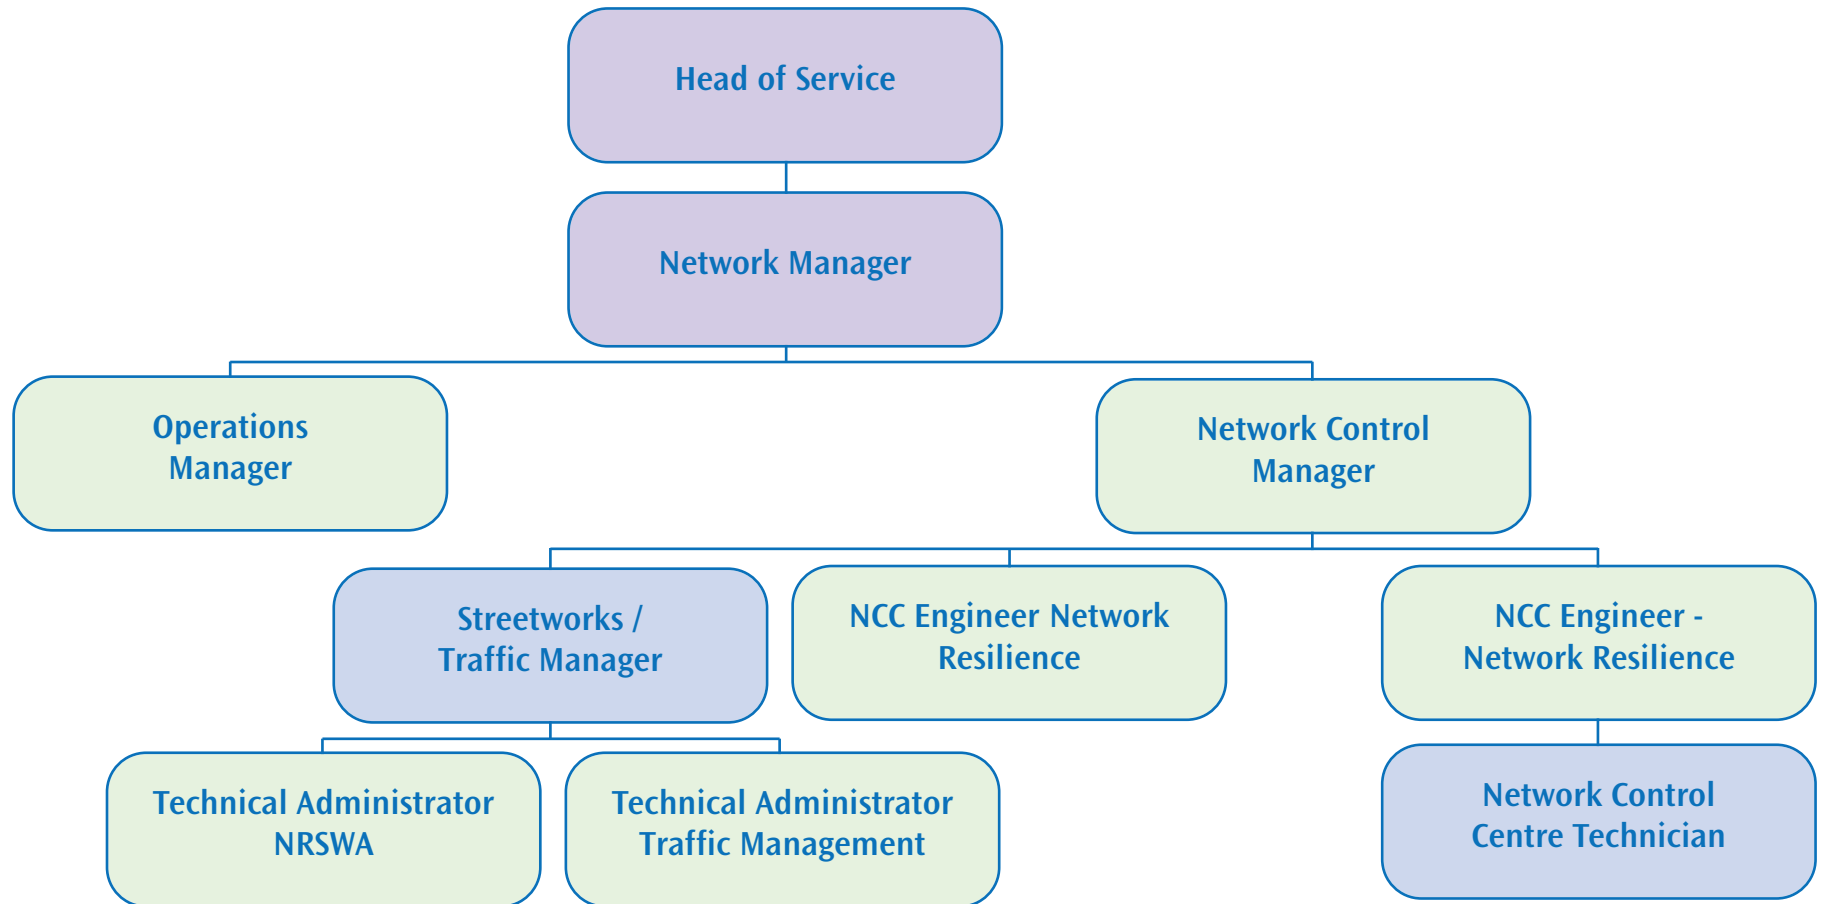 Head of Service
Network Manager
Operations
Manager
Network Control
Manager
Streetworks /
Traffic Manager
NCC Engineer Network
Resilience
NCC Engineer -
Network Resilience
Technical Administrator
NRSWA
Technical Administrator
Traffic Management
Network Control
Centre Technician